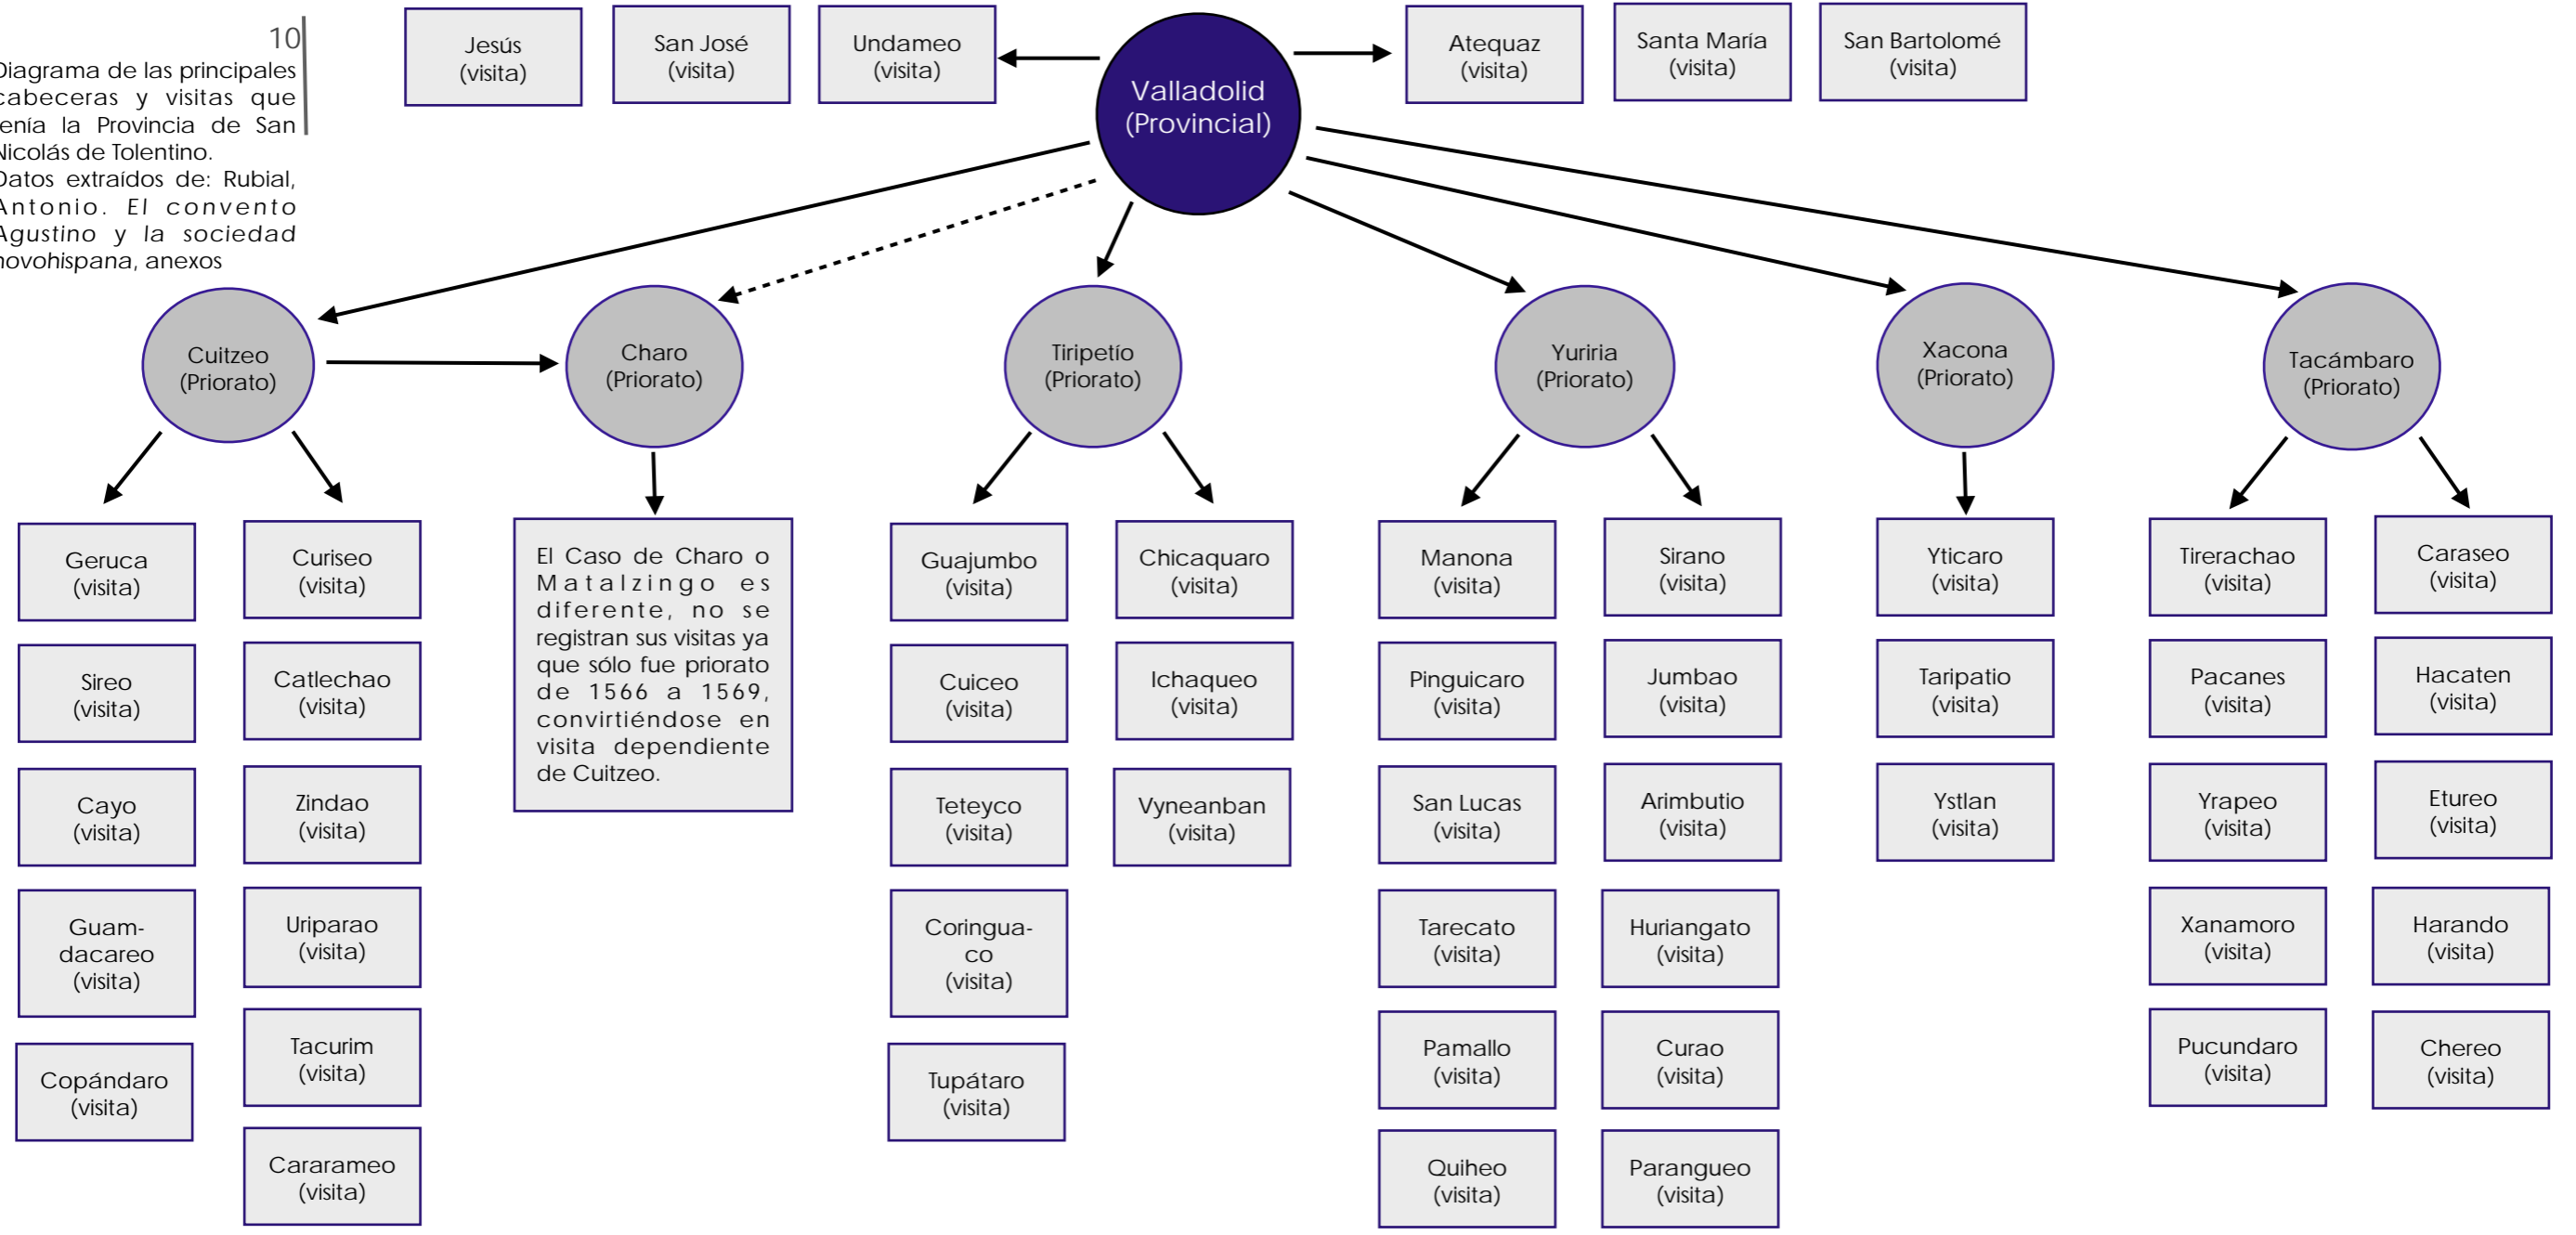 10
Diagrama de las principales
cabeceras y visitas que
tenía la Provincia de San
Nicolás de Tolentino.
Datos extraídos de: Rubial,
Antonio. El convento
Agustino y la sociedad
novohispana, anexos
Jesús
(visita)
San José
(visita)
Undameo
(visita)
Valladolid
(Provincial)
Atequaz
(visita)
Santa María
(visita)
San Bartolomé
(visita)
Cuitzeo
(Priorato)
Charo
(Priorato)
Tiripetío
(Priorato)
Yuriria
(Priorato)
Xacona
(Priorato)
Tacámbaro
(Priorato)
Geruca
(visita)
Sireo
(visita)
Cayo
(visita)
Guam-
dacareo
(visita)
Copándaro
(visita)
Curiseo
(visita)
Catlechao
(visita)
Zindao
(visita)
Uriparao
(visita)
Tacurim
(visita)
Cararameo
(visita)
El Caso de Charo o
Matalzingo es
diferente, no se
registran sus visitas ya
que sólo fue priorato
de 1566 a 1569,
convirtiéndose en
visita dependiente
de Cuitzeo.
Guajumbo
(visita)
Cuiceo
(visita)
Teteyco
(visita)
Coringua-
co
(visita)
Tupátaro
(visita)
Chicaquaro
(visita)
Ichaqueo
(visita)
Vyneanban
(visita)
Manona
(visita)
Pinguicaro
(visita)
San Lucas
(visita)
Tarecato
(visita)
Pamallo
(visita)
Quiheo
(visita)
Sirano
(visita)
Jumbao
(visita)
Arimbutio
(visita)
Huriangato
(visita)
Curao
(visita)
Parangueo
(visita)
Yticaro
(visita)
Taripatio
(visita)
Ystlan
(visita)
Tirerachao
(visita)
Pacanes
(visita)
Yrapeo
(visita)
Xanamoro
(visita)
Pucundaro
(visita)
Caraseo
(visita)
Hacaten
(visita)
Etureo
(visita)
Harando
(visita)
Chereo
(visita)